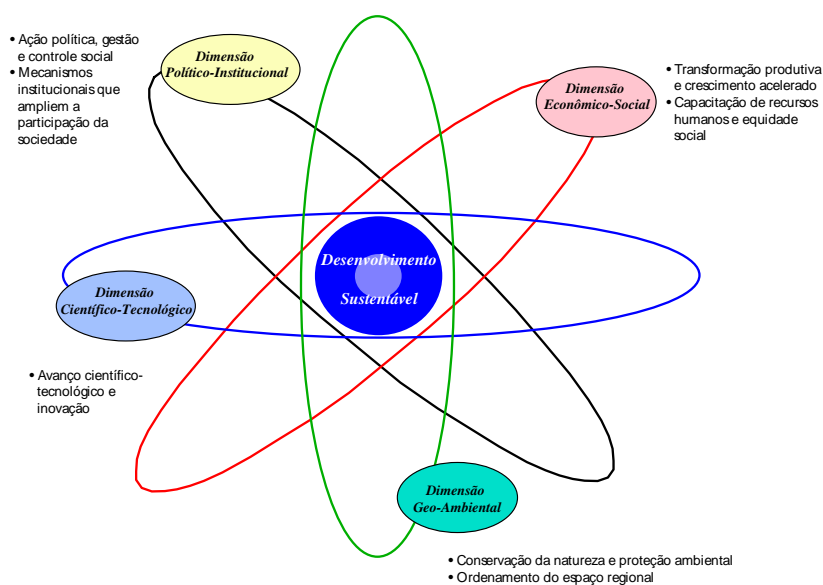 • Ação política, gestão
e controle social
• Mecanismos
institucionais que
ampliem a
participação da
sociedade
Dimensão
Político-Institucional
Dimensão
Econômico-Social
• Transformação produtiva
e crescimento acelerado
• Capacitação de recursos
humanos e equidade
social
Desenvolvimento
Sustentável
Dimensão
Científico-Tecnológico
• Avanço científico-
tecnológico e
inovação
Dimensão
Geo-Ambiental
• Conservação da natureza e proteção ambiental
• Ordenamento do espaço regional